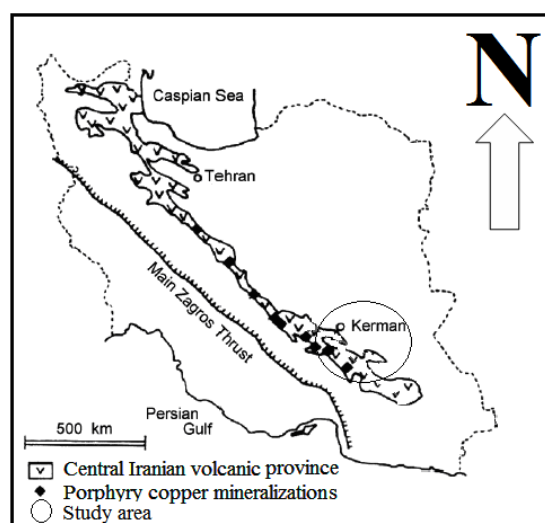 N
N
Caspian Sea
Tehran
Main Zagros Thrust
Kerman
Persian
Gulf
500 km
Central Iranian volcanic province
Porphyry copper mineralizations
Study area